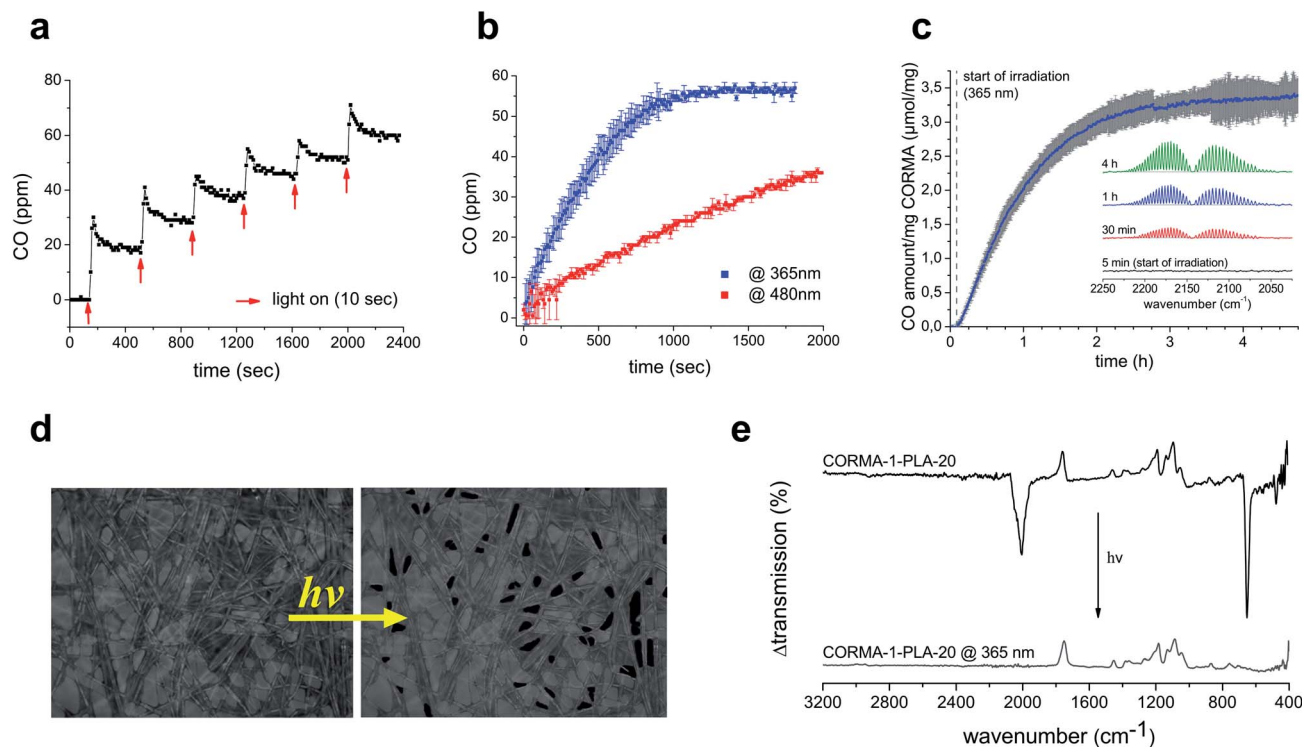 a
80
60
40
20
0
CO (ppm)
0 400 800 1200 1600 2000 2400
time (sec)
light on (10 sec)
b
60
50
40
30
20
10
0
CO (ppm)
0 500 1000 1500 2000
time (sec)
@ 365nm
@ 480nm
c
3,5
3,0
2,5
2,0
1,5
1,0
0,5
0,0
CO amount/mg CORMA (µmol/mg)
0 1 2 3 4
time (h)
start of irradiation
(365 nm)
4 h
1 h
30 min
5 min (start of irradiation)
2250 2200 2150 2100 2050
wavenumber (cm⁻¹)
d
hν
e
CORMA-1-PLA-20
hν
CORMA-1-PLA-20 @ 365 nm
Δtransmission (%)
3200 2800 2400 2000 1600 1200 800 400
wavenumber (cm⁻¹)